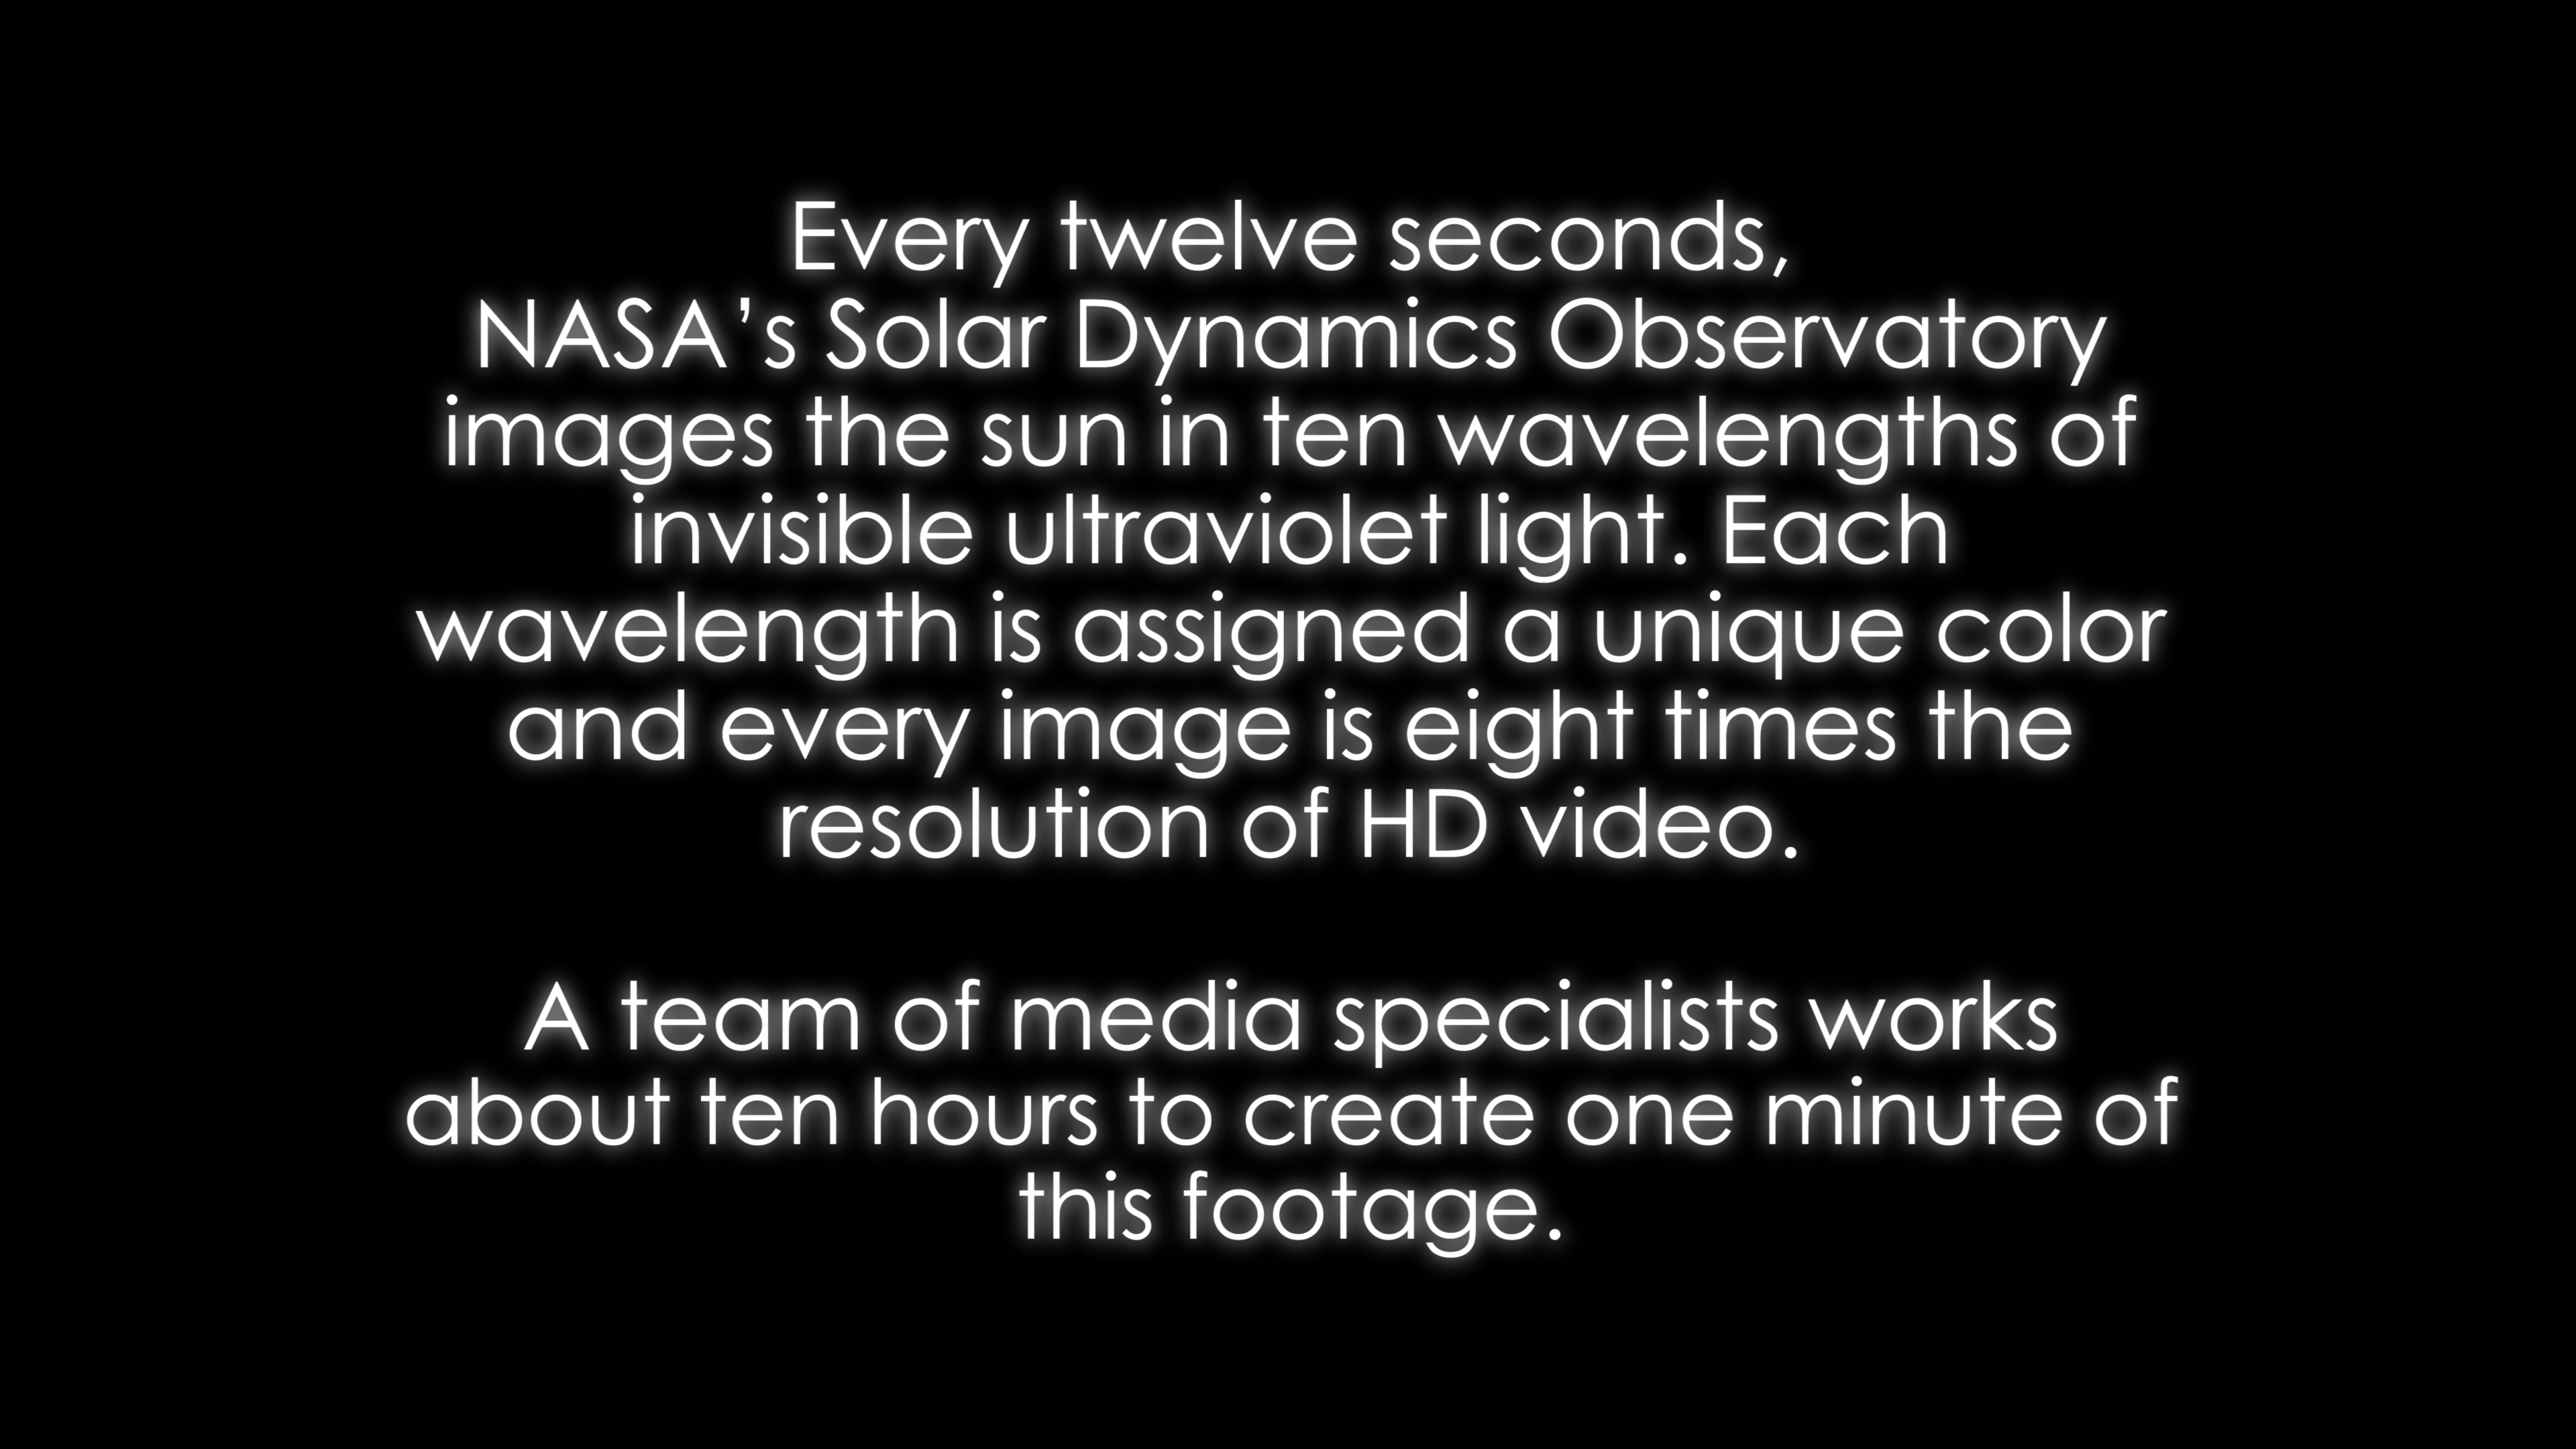 Every twelve seconds,
NASA’s Solar Dynamics Observatory
images the sun in ten wavelengths of
invisible ultraviolet light. Each
wavelength is assigned a unique color
and every image is eight times the
resolution of HD video.
A team of media specialists works
about ten hours to create one minute of
this footage.